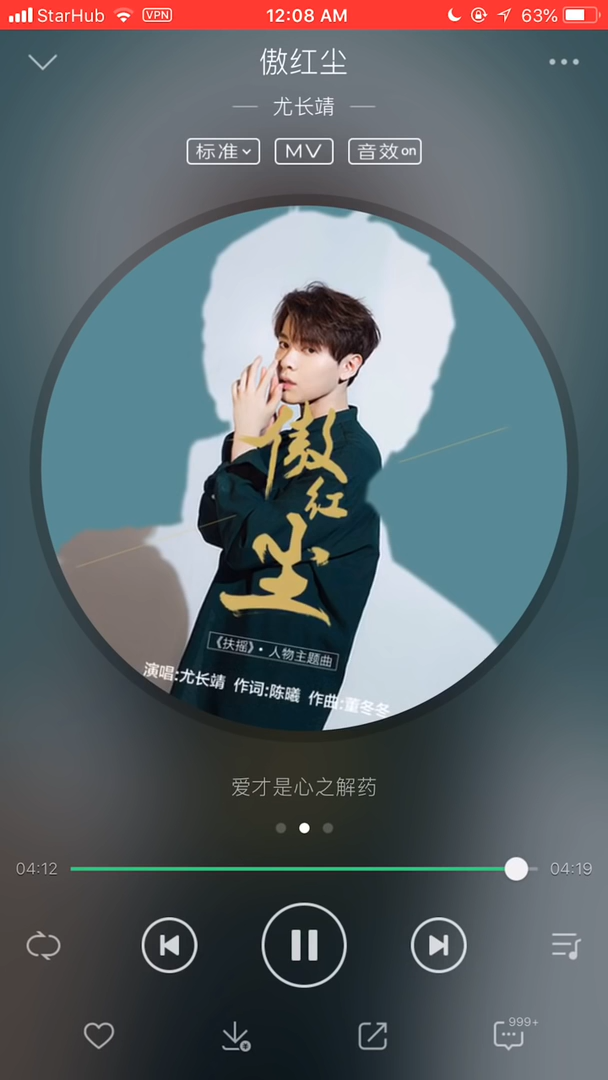 StarHub VPN 12:08 AM 63%
傲红尘
尤长靖
标准 MV 音效on
傲
红
尘
《扶摇》·人物主题曲
演唱:尤长靖 作词:陈曦 作曲:董冬冬
爱才是心之解药
04:12 04:19
999+